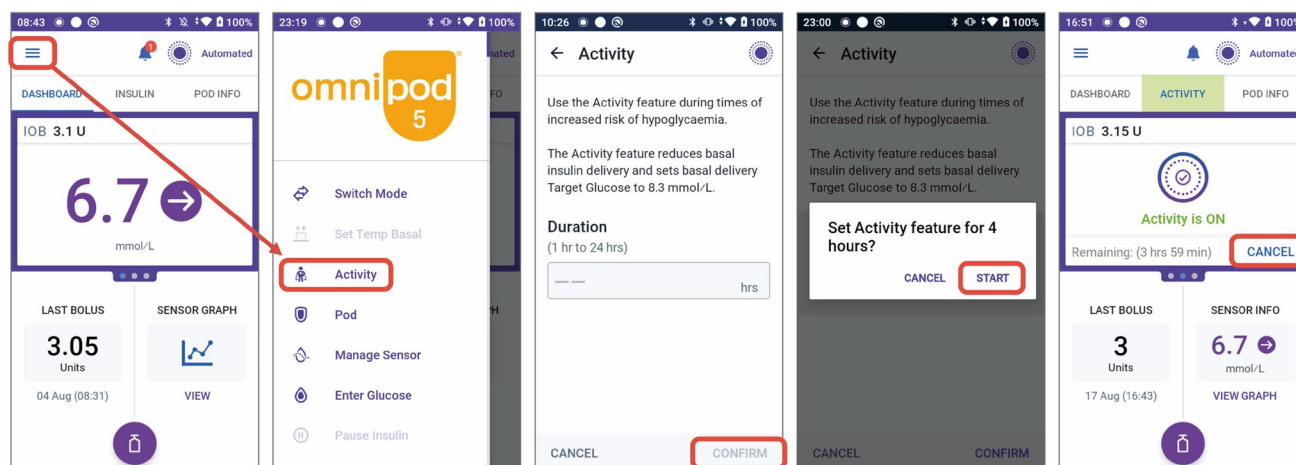 08:43
100%
1
Automated
DASHBOARD
INSULIN
POD INFO
IOB 3.1 U
6.7
mmol/L
LAST BOLUS
SENSOR GRAPH
3.05
Units
04 Aug (08:31)
VIEW
23:19
100%
omnipod
5
Switch Mode
Set Temp Basal
Activity
Pod
Manage Sensor
Enter Glucose
Pause Insulin
10:26
100%
Activity
Use the Activity feature during times of
increased risk of hypoglycaemia.
The Activity feature reduces basal
insulin delivery and sets basal delivery
Target Glucose to 8.3 mmol/L.
Duration
(1 hr to 24 hrs)
hrs
CANCEL
CONFIRM
23:00
100%
Activity
Use the Activity feature during times of
increased risk of hypoglycaemia.
The Activity feature reduces basal
insulin delivery and sets basal delivery
Target Glucose to 8.3 mmol/L.
Set Activity feature for 4
hours?
CANCEL
START
CANCEL
CONFIRM
16:51
100%
Automated
DASHBOARD
ACTIVITY
POD INFO
IOB 3.15 U
Activity is ON
Remaining: (3 hrs 59 min)
CANCEL
LAST BOLUS
SENSOR INFO
3
Units
6.7
mmol/L
17 Aug (16:43)
VIEW GRAPH